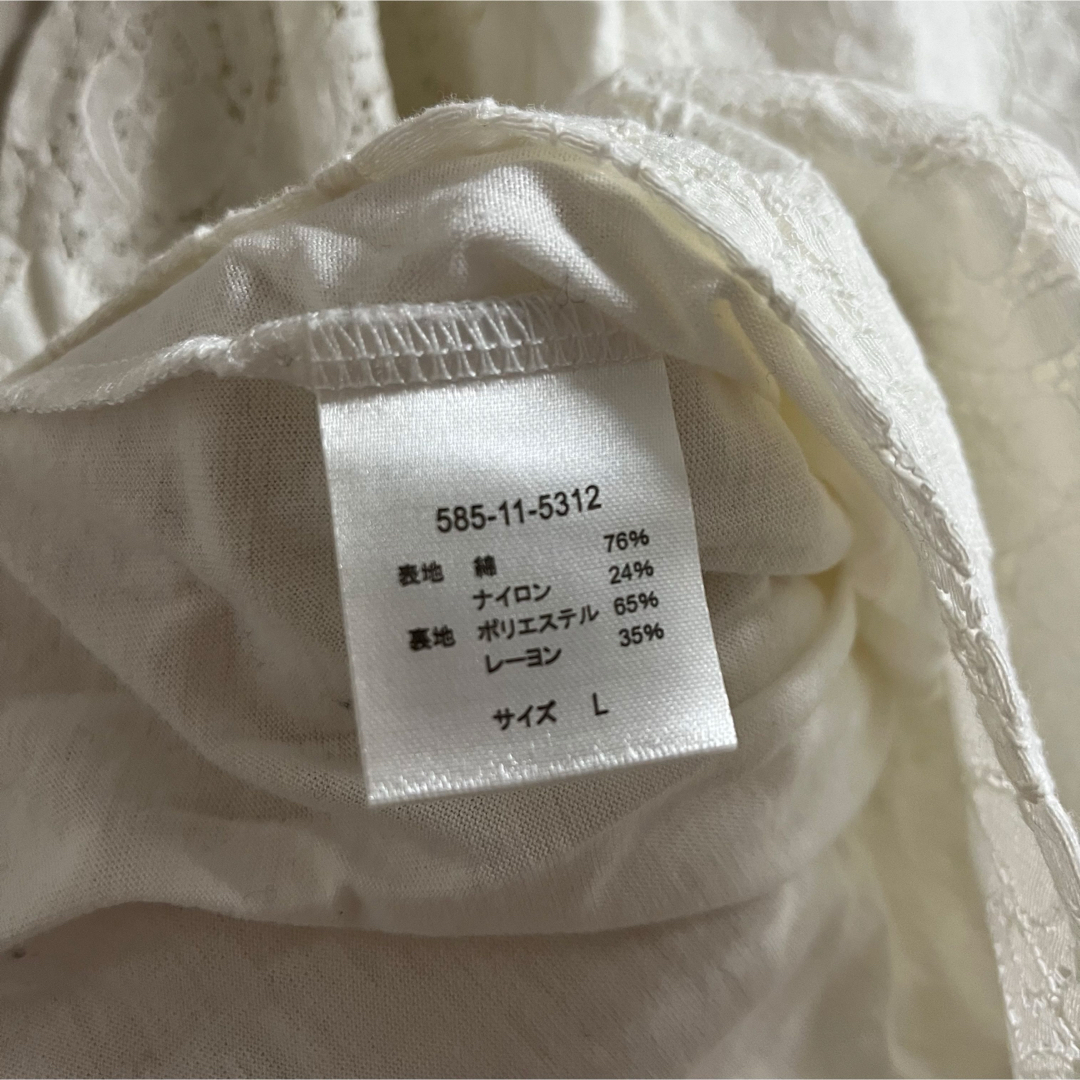 585-11-5312
表地 綿 76%
ナイロン 24%
裏地 ポリエステル 65%
レーヨン 35%
サイズ L